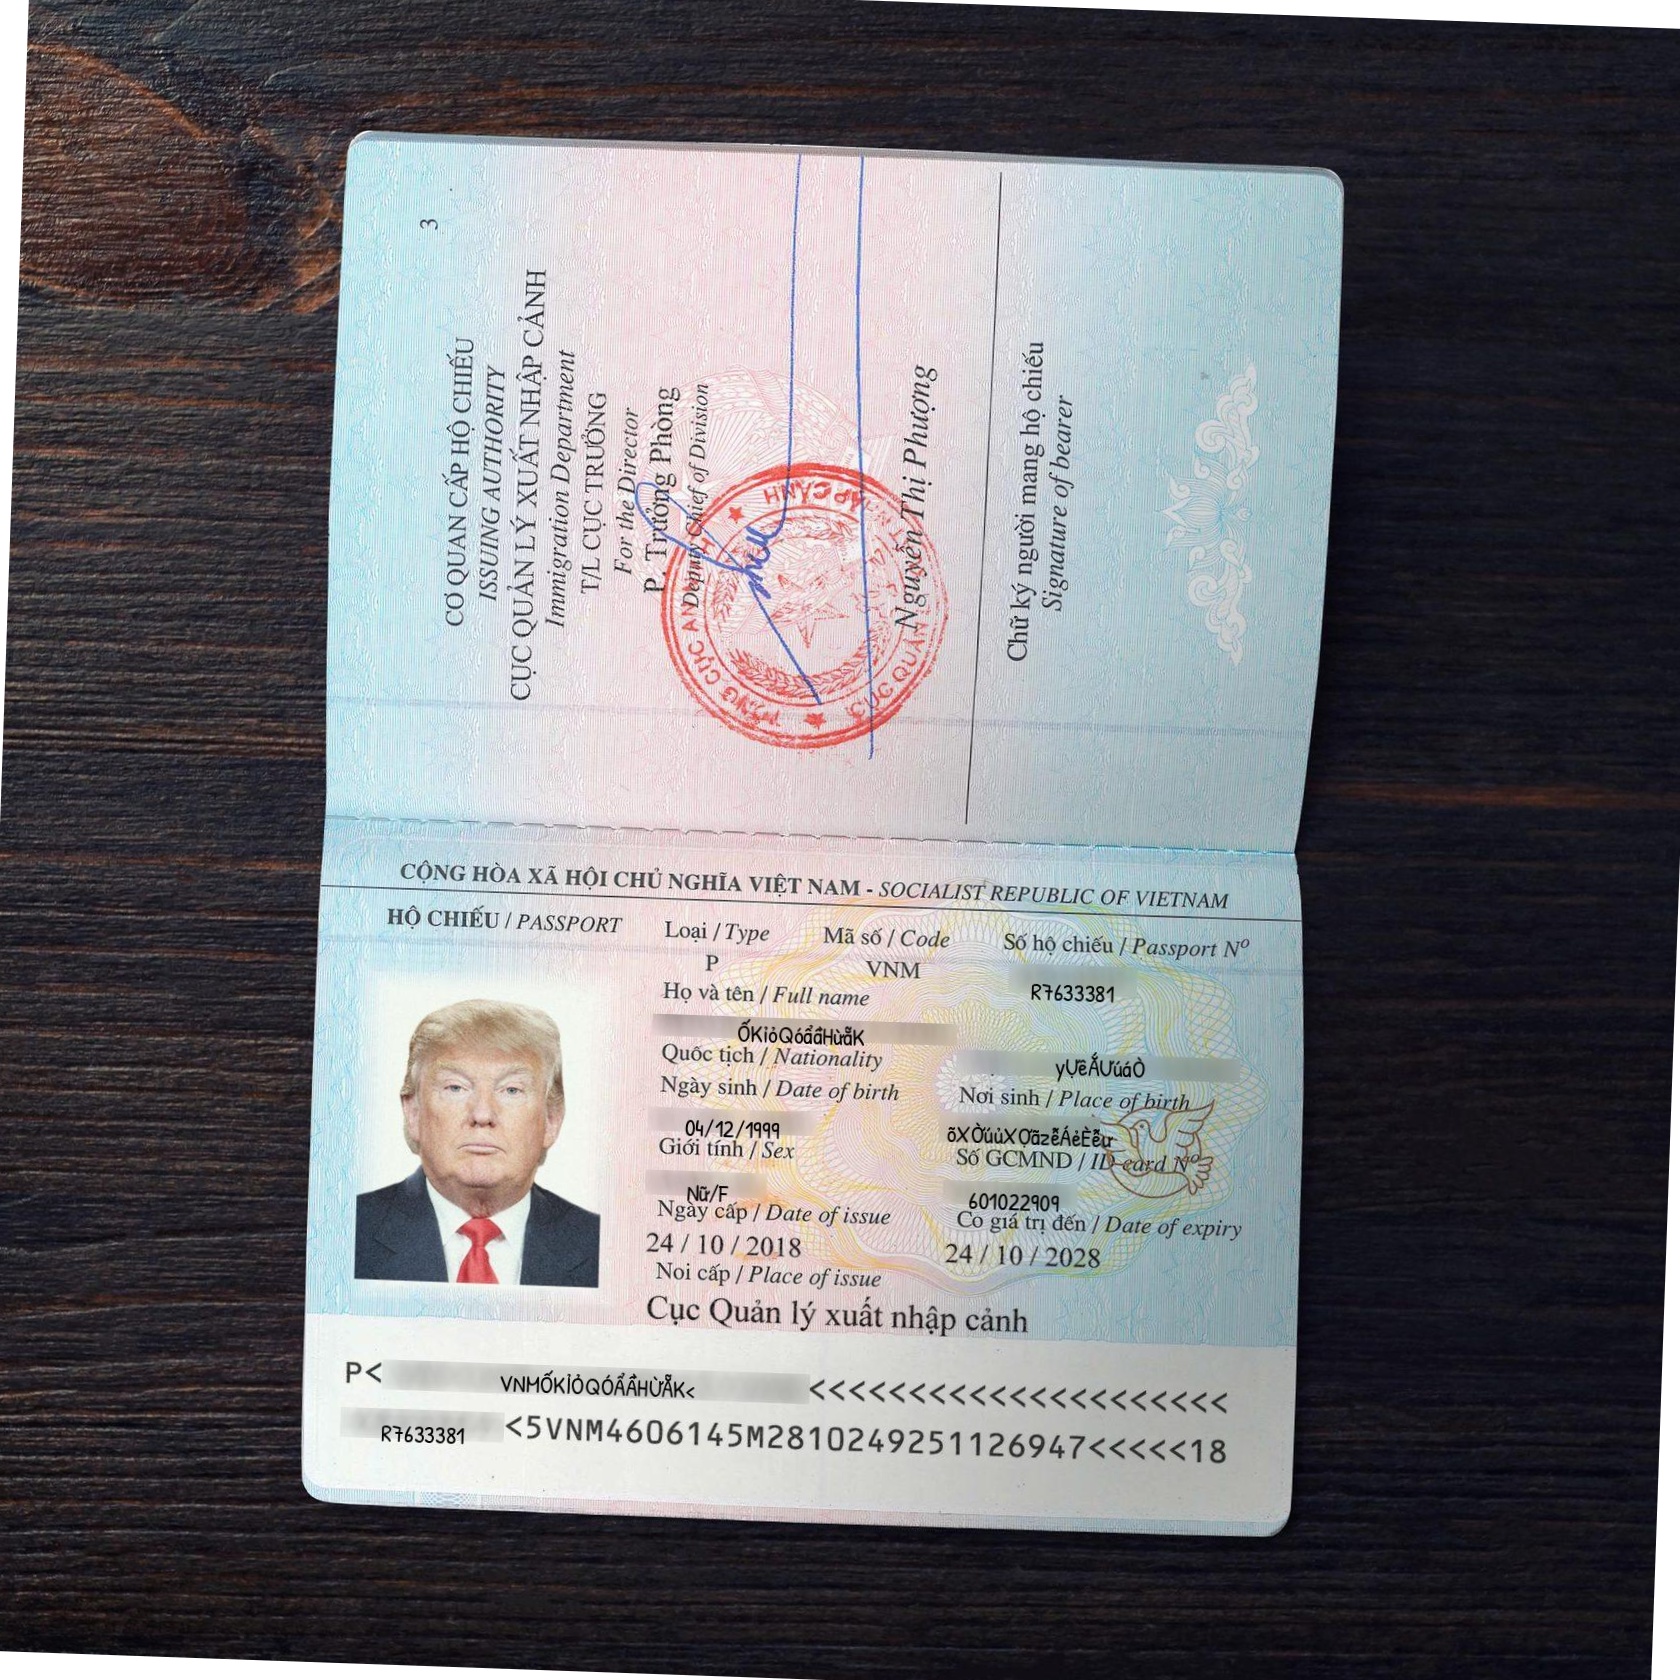 3
CƠ QUAN CẤP HỘ CHIẾU
ISSUING AUTHORITY
CỤC QUẢN LÝ XUẤT NHẬP CẢNH
Immigration Department
T/L CỤC TRƯỞNG
For the Director
P. Trưởng Phòng
Deputy Chief of Division
Nguyễn Thị Phượng
Chữ ký người mang hộ chiếu
Signature of bearer
CỘNG HÒA XÃ HỘI CHỦ NGHĨA VIỆT NAM - SOCIALIST REPUBLIC OF VIETNAM
HỘ CHIẾU / PASSPORT
Loại / Type Mã số / Code Số hộ chiếu / Passport Nº
P VNM R7633381
Họ và tên / Full name
ỐKỉỏQóẩẩHừẵK
Quốc tịch / Nationality
Ngày sinh / Date of birth Nơi sinh / Place of birth
04/12/1999
Giới tính / Sex Số GCMND / ID card Nº
Nữ/F 601022909
Ngày cấp / Date of issue Có giá trị đến / Date of expiry
24 / 10 / 2018 24 / 10 / 2028
Noi cấp / Place of issue
Cục Quản lý xuất nhập cảnh
P< VNMỐKỈỎQÓẨẨHỪẴK< <<<<<<<<<<<<<<<<<<<<<
R7633381 <5VNM4606145M2810249251126947<<<<<18